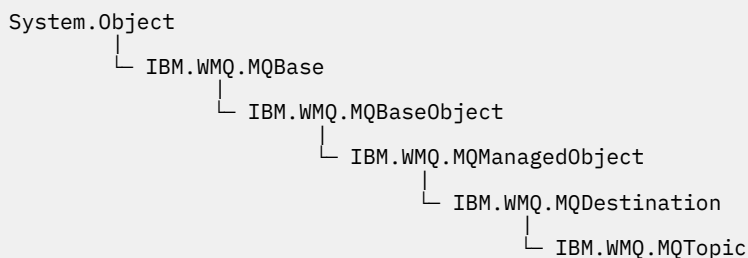 System.Object
IBM.WMQ.MQBase
IBM.WMQ.MQBaseObject
IBM.WMQ.MQManagedObject
IBM.WMQ.MQDestination
IBM.WMQ.MQTopic